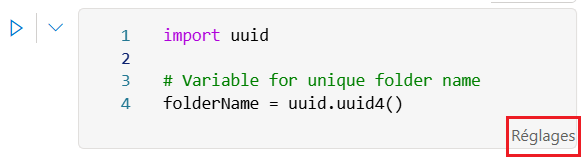 1 import uuid
2
3 # Variable for unique folder name
4 folderName = uuid.uuid4()
Réglages